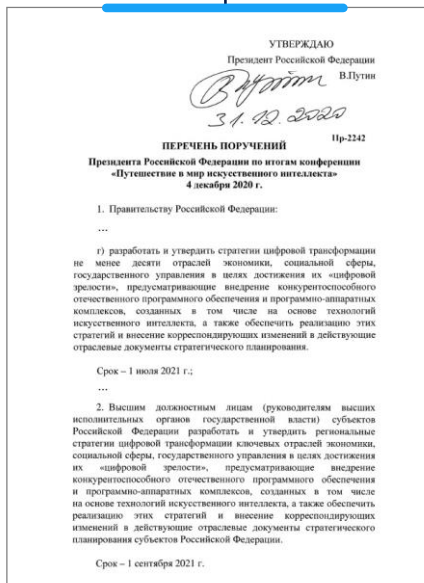 УТВЕРЖДАЮ
Президент Российской Федерации
В.Путин
31.12.2020
Пр-2242
ПЕРЕЧЕНЬ ПОРУЧЕНИЙ
Президента Российской Федерации по итогам конференции
«Путешествие в мир искусственного интеллекта»
4 декабря 2020 г.
1. Правительству Российской Федерации:
...
г) разработать и утвердить стратегии цифровой трансформации
не менее десяти отраслей экономики, социальной сферы,
государственного управления в целях достижения их «цифровой
зрелости», предусматривающие внедрение конкурентоспособного
отечественного программного обеспечения и программно-аппаратных
комплексов, созданных в том числе на основе технологий
искусственного интеллекта, а также обеспечить реализацию этих
стратегий и внесение корреспондирующих изменений в действующие
отраслевые документы стратегического планирования.
Срок – 1 июля 2021 г.;
...
2. Высшим должностным лицам (руководителям высших
исполнительных органов государственной власти) субъектов
Российской Федерации разработать и утвердить региональные
стратегии цифровой трансформации ключевых отраслей экономики,
социальной сферы, государственного управления в целях достижения
их «цифровой зрелости», предусматривающие внедрение
конкурентоспособного отечественного программного обеспечения
и программно-аппаратных комплексов, созданных в том числе
на основе технологий искусственного интеллекта, а также обеспечить
реализацию этих стратегий и внесение корреспондирующих
изменений в действующие отраслевые документы стратегического
планирования субъектов Российской Федерации.
Срок – 1 сентября 2021 г.